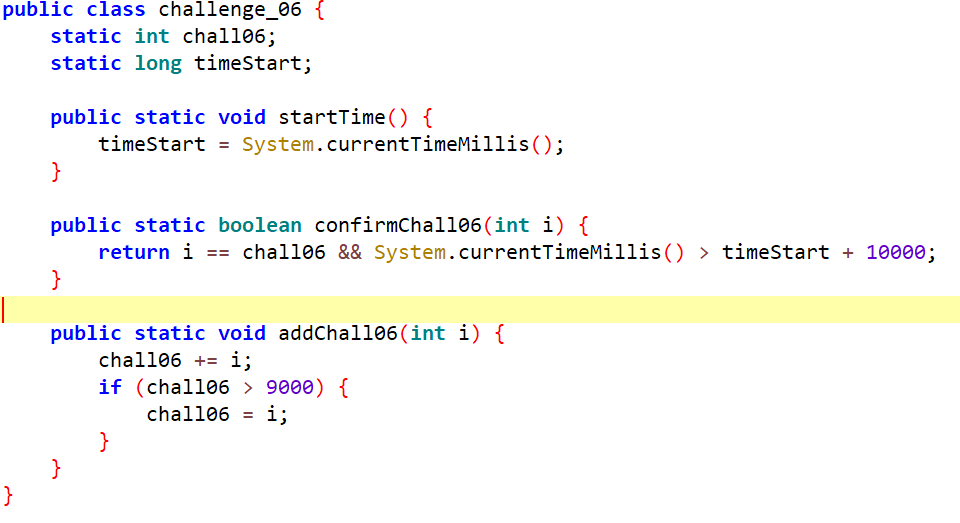 public class challenge_06 {
    static int chall06;
    static long timeStart;

    public static void startTime() {
        timeStart = System.currentTimeMillis();
    }

    public static boolean confirmChall06(int i) {
        return i == chall06 && System.currentTimeMillis() > timeStart + 10000;
    }

    public static void addChall06(int i) {
        chall06 += i;
        if (chall06 > 9000) {
            chall06 = i;
        }
    }
}